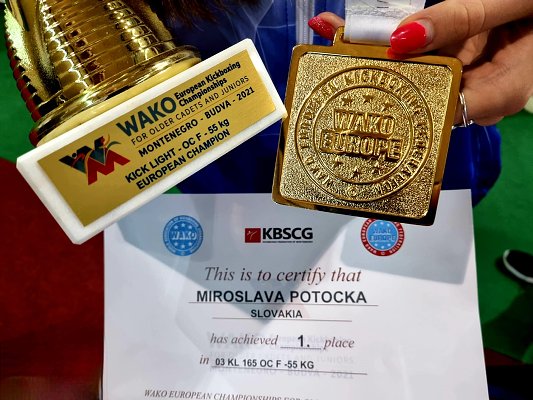 WAKO European Kickboxing
Championships
FOR OLDER CADETS AND JUNIORS
MONTENEGRO - BUDVA - 2021
KICK LIGHT - OC F -55 Kg
EUROPEAN CHAMPION
WAKO
EUROPE
WAKO
KBSCG
WAKO
EUROPE
This is to certify that
MIROSLAVA POTOCKA
SLOVAKIA
has achieved 1. place
in 03 KL 165 OC F -55 KG